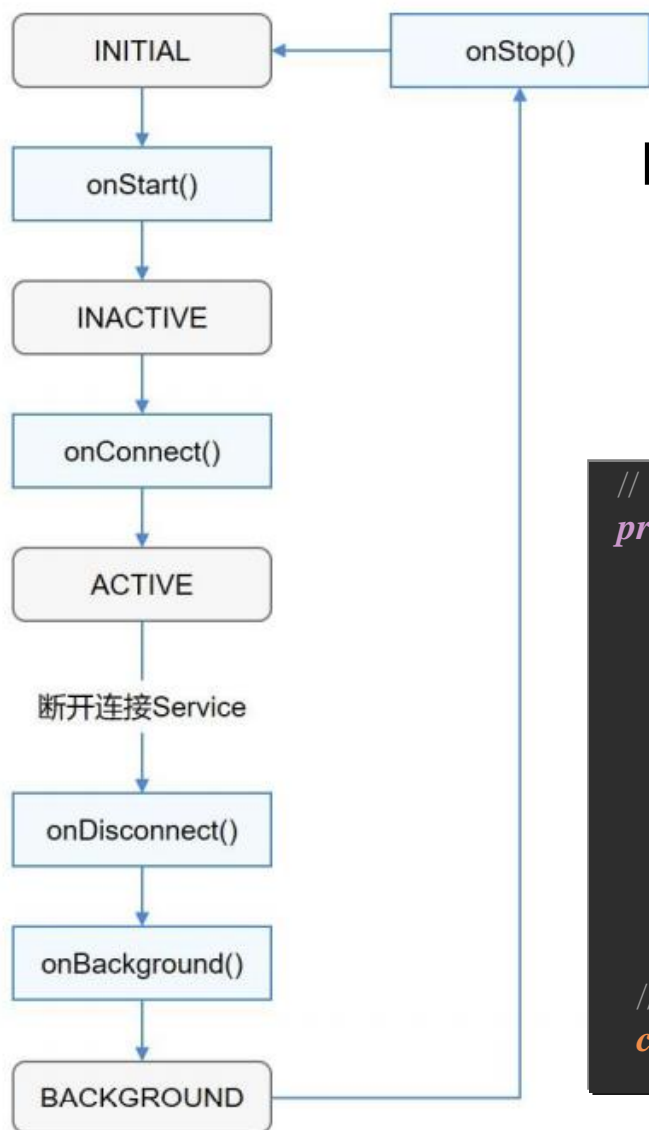 INITIAL
onStop()
onStart()
INACTIVE
onConnect()
ACTIVE
断开连接Service
onDisconnect()
onBackground()
BACKGROUND
//
pr
//
c